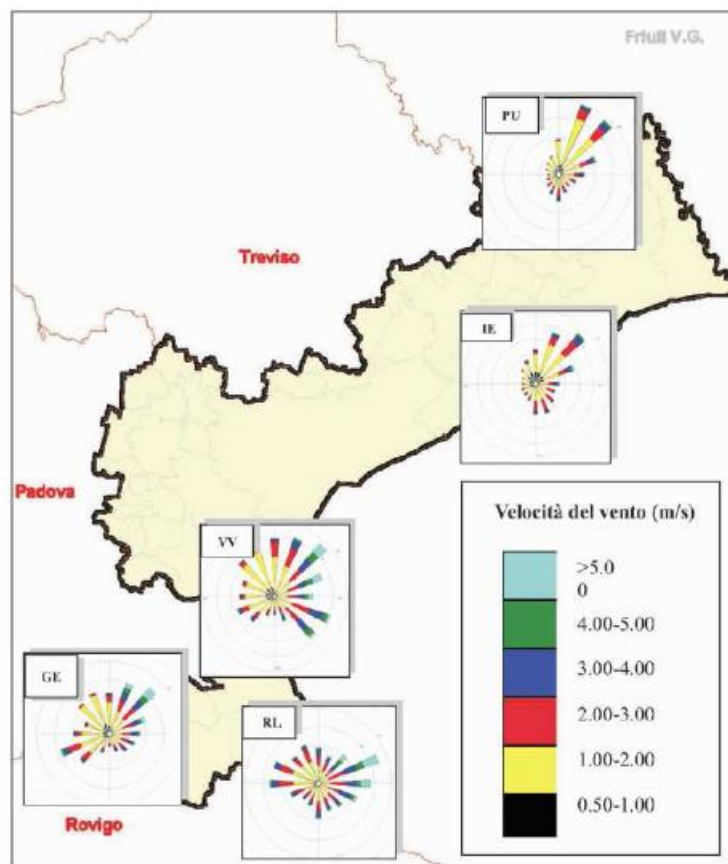 Friuli V.G.
PU
Treviso
IE
Padova
Velocità del vento (m/s)
VV
>5.0
0
4.00-5.00
GE
3.00-4.00
RL
2.00-3.00
1.00-2.00
0.50-1.00
Rovigo